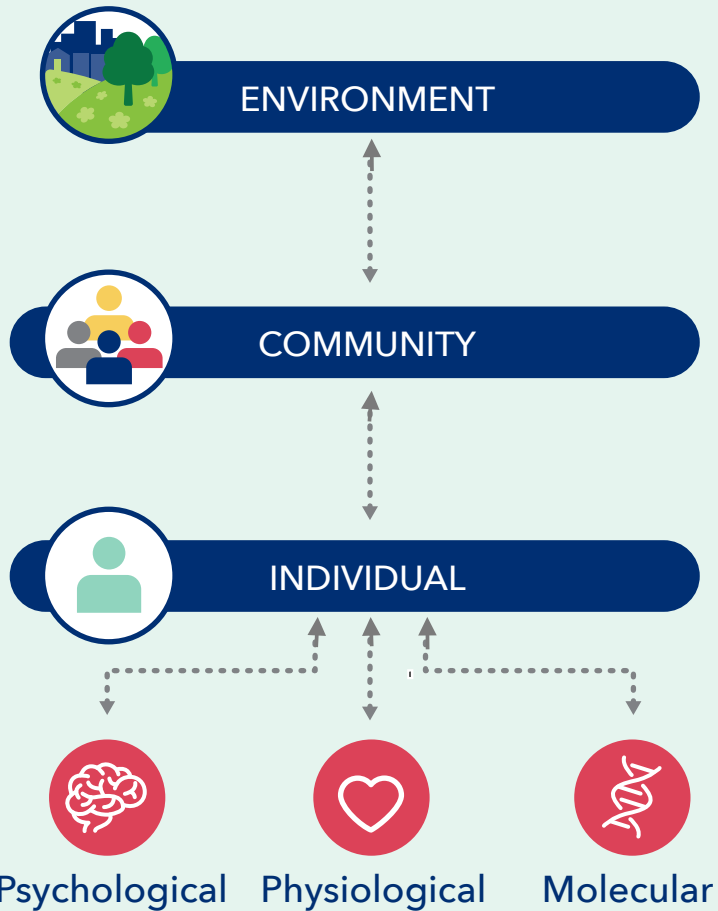 ENVIRONMENT
COMMUNITY
INDIVIDUAL
Psychological Physiological Molecular